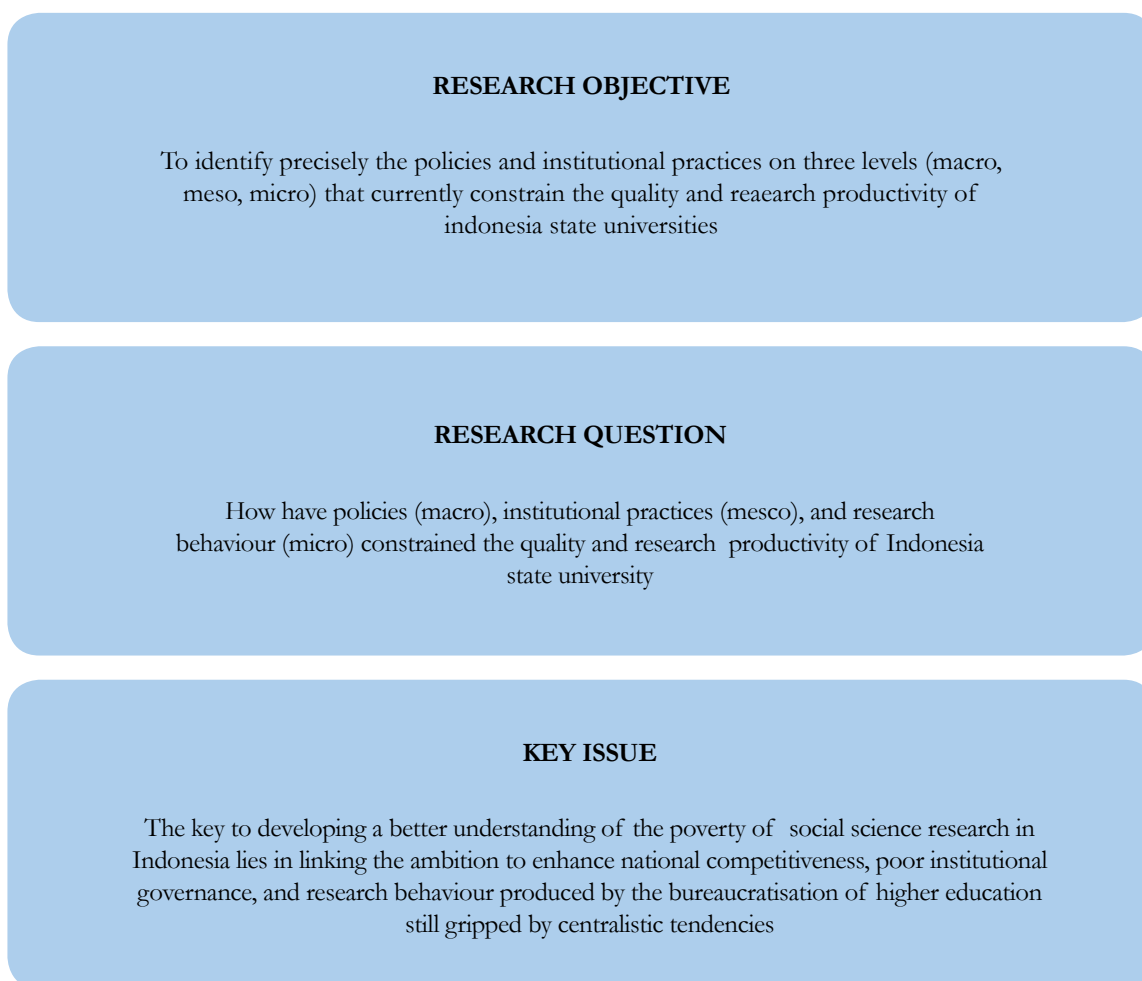 RESEARCH OBJECTIVE
To identify precisely the policies and institutional practices on three levels (macro,
meso, micro) that currently constrain the quality and reaearch productivity of
indonesia state universities
RESEARCH QUESTION
How have policies (macro), institutional practices (mesco), and research
behaviour (micro) constrained the quality and research productivity of Indonesia
state university
KEY ISSUE
The key to developing a better understanding of the poverty of social science research in
Indonesia lies in linking the ambition to enhance national competitiveness, poor institutional
governance, and research behaviour produced by the bureaucratisation of higher education
still gripped by centralistic tendencies